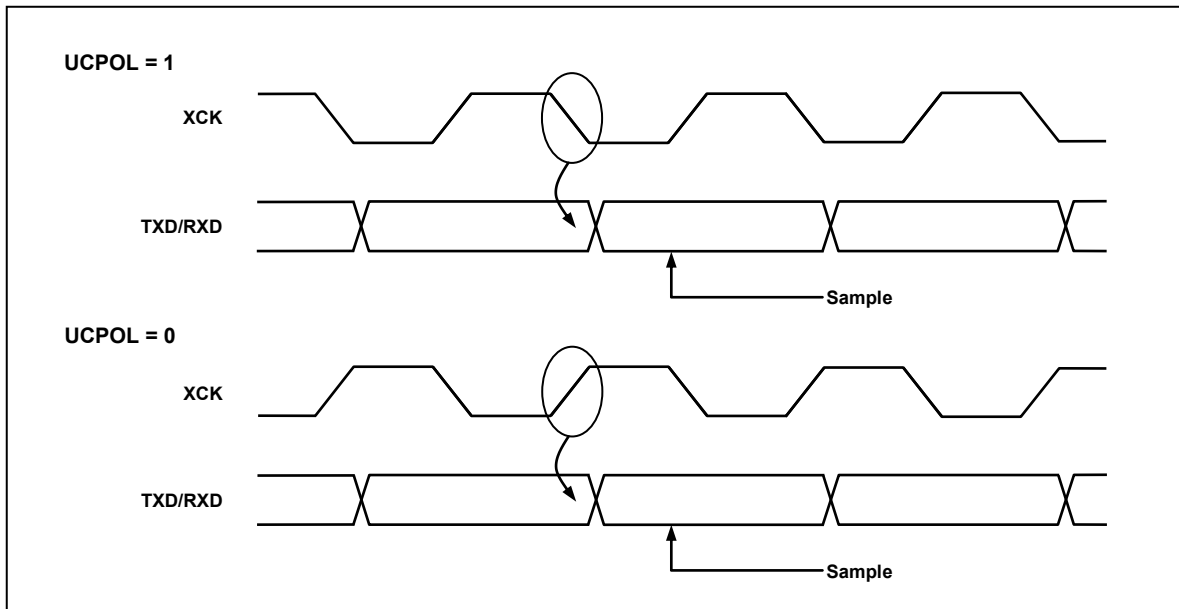 UCPOL = 1
XCK
TXD/RXD
Sample
UCPOL = 0
XCK
TXD/RXD
Sample